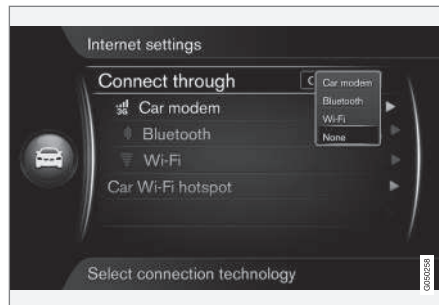 Internet settings
Connect through
Car modem
Bluetooth
Wi-Fi
None
3G Car modem
Bluetooth
Wi-Fi
Car Wi-Fi hotspot
Select connection technology
G050258